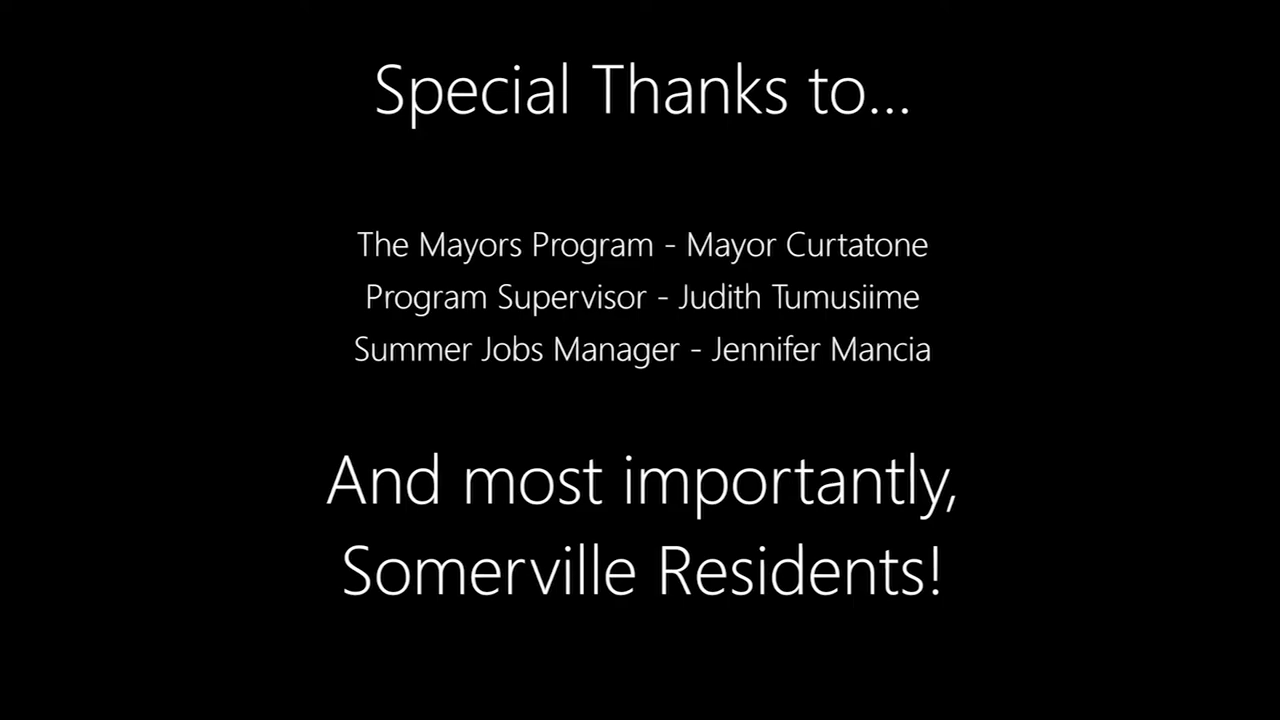 Special Thanks to...
The Mayors Program - Mayor Curtatone
Program Supervisor - Judith Tumusiime
Summer Jobs Manager - Jennifer Mancia
And most importantly,
Somerville Residents!